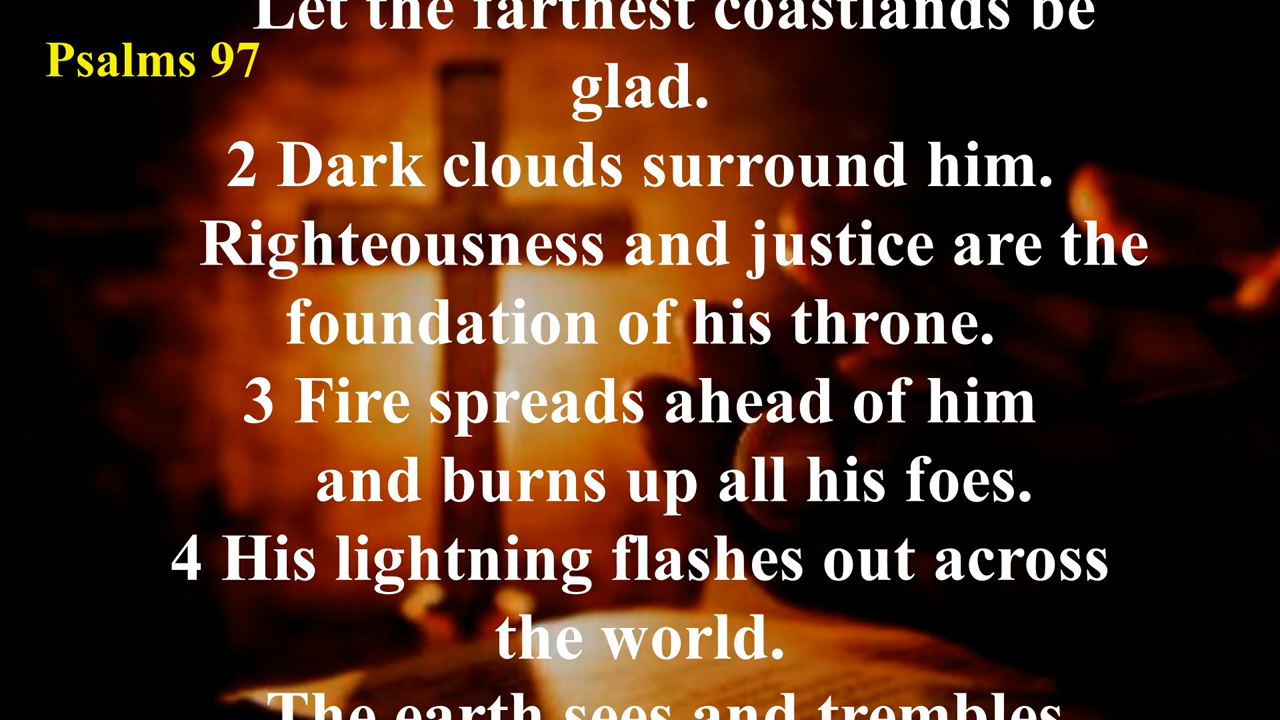 Let the farthest coastlands be
Psalms 97
glad.
2 Dark clouds surround him.
Righteousness and justice are the
foundation of his throne.
3 Fire spreads ahead of him
and burns up all his foes.
4 His lightning flashes out across
the world.
The earth sees and trembles